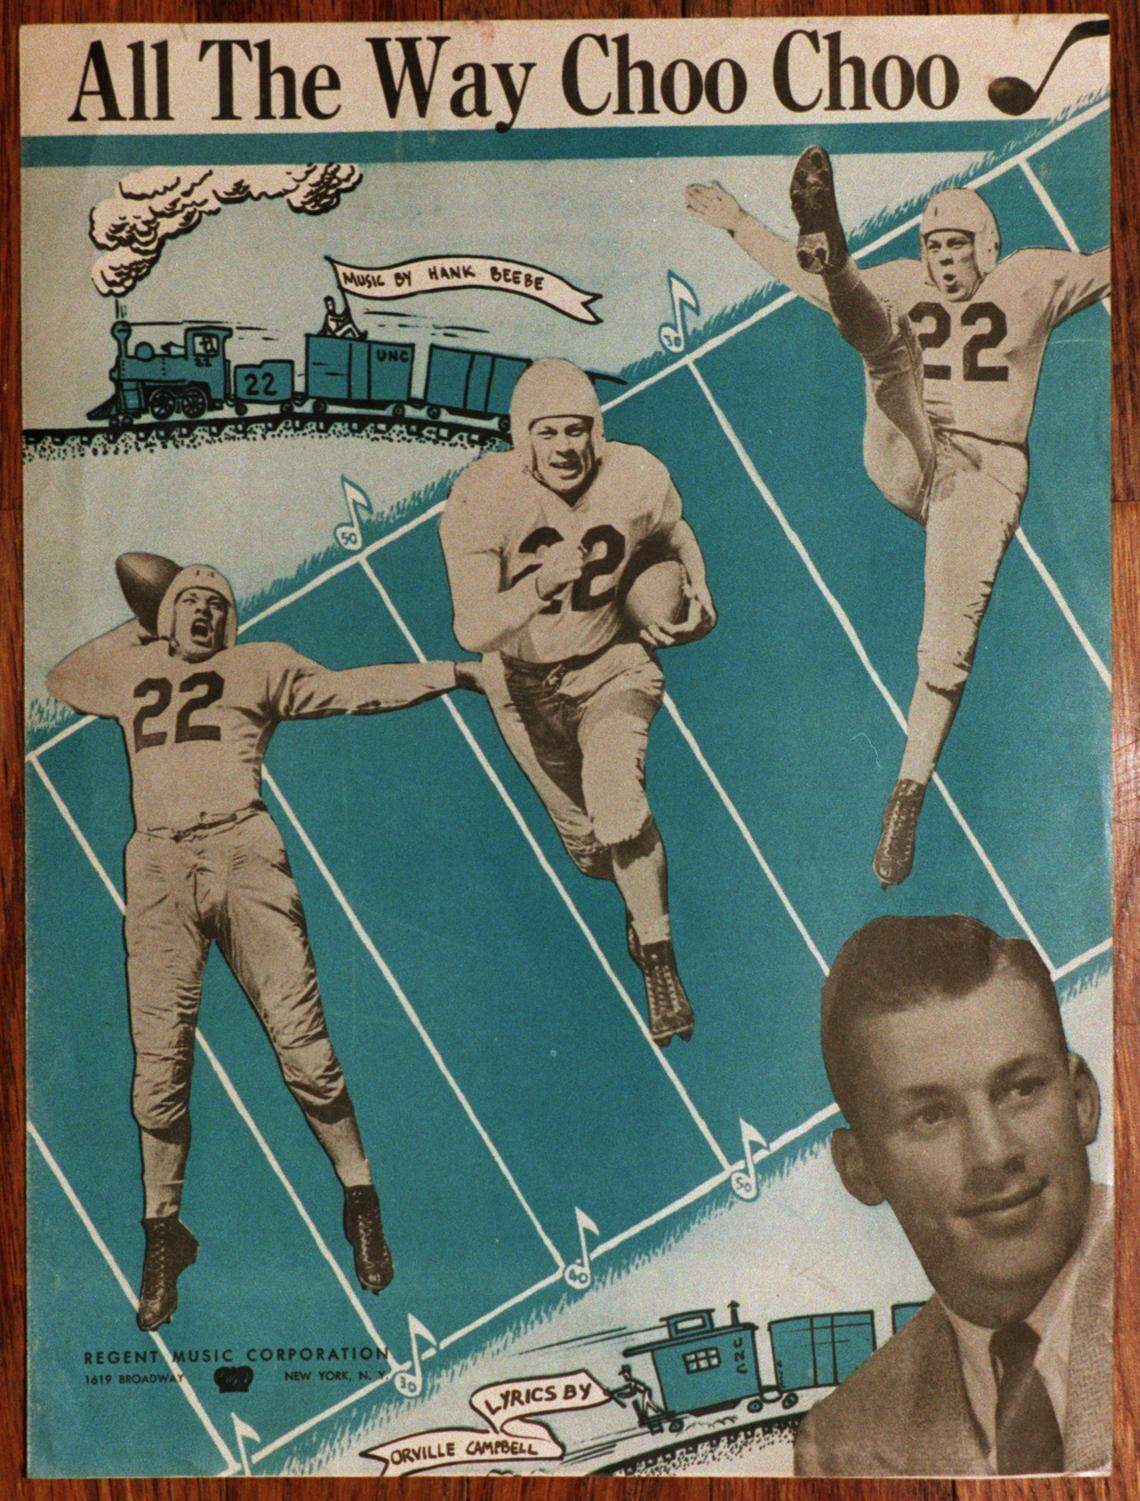 All The Way Choo Choo
MUSIC BY HANK BEEBE
22
22
UNC
22
22
22
30
50
50
40
30
UNC
REGENT MUSIC CORPORATION
1619 BROADWAY NEW YORK, N. Y.
LYRICS BY
ORVILLE CAMPBELL